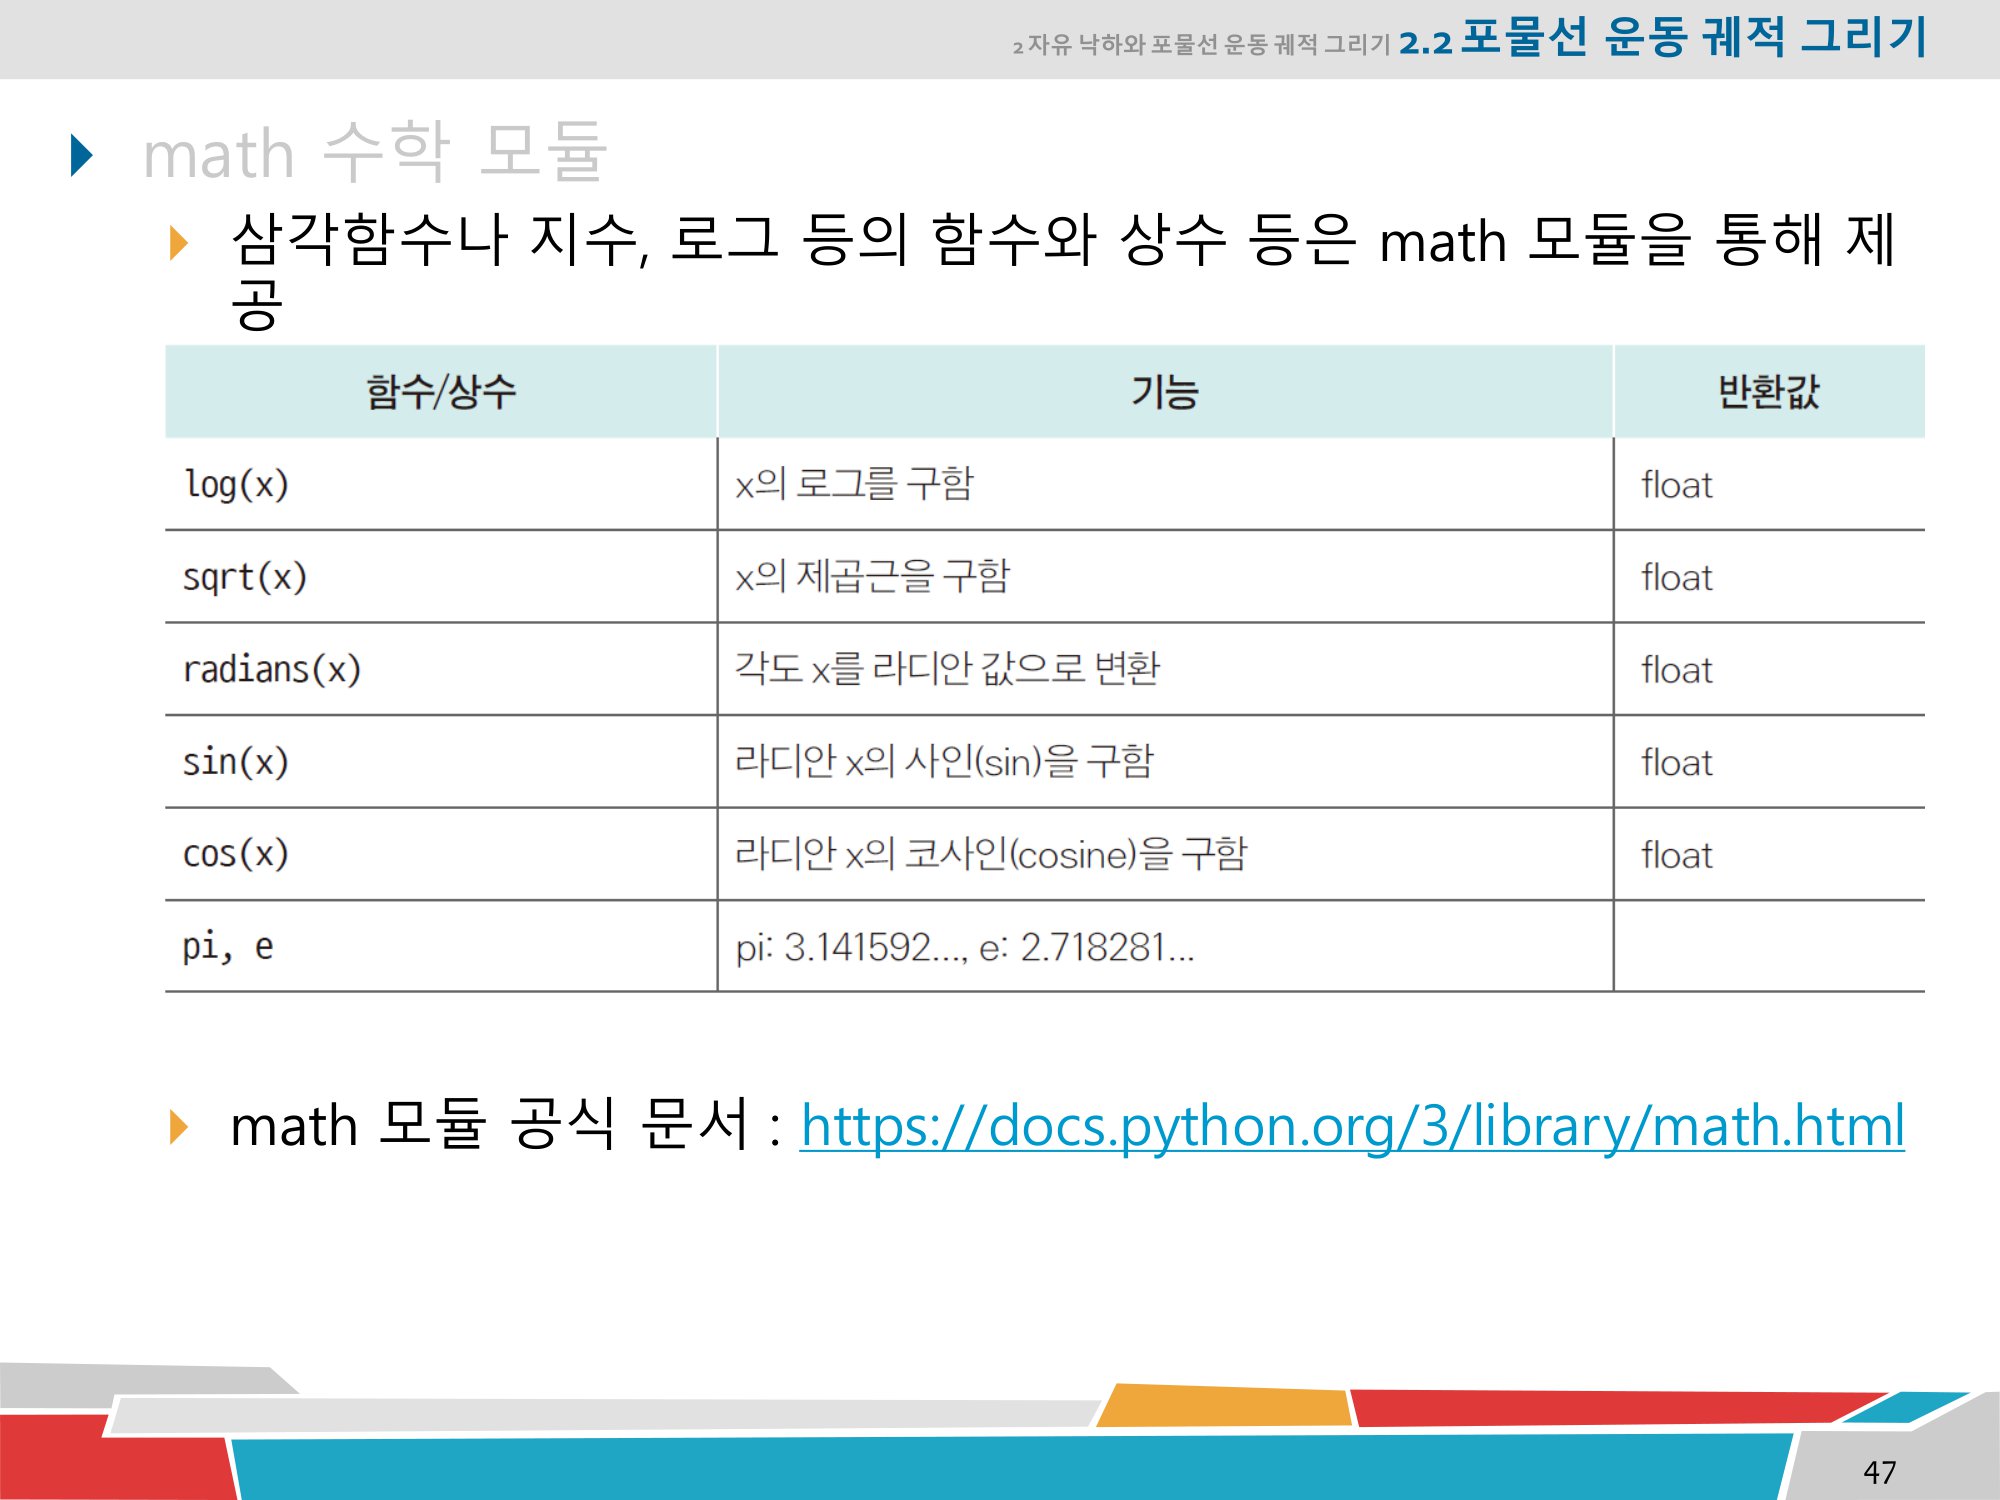 2 자유 낙하와 포물선 운동 궤적 그리기 2.2 포물선 운동 궤적 그리기
math 수학 모듈
삼각함수나 지수, 로그 등의 함수와 상수 등은 math 모듈을 통해 제
공
함수/상수 기능 반환값
log(x) x의 로그를 구함 float
sqrt(x) x의 제곱근을 구함 float
radians(x) 각도 x를 라디안 값으로 변환 float
sin(x) 라디안 x의 사인(sin)을 구함 float
cos(x) 라디안 x의 코사인(cosine)을 구함 float
pi, e pi: 3.141592..., e: 2.718281...
math 모듈 공식 문서 : https://docs.python.org/3/library/math.html
47